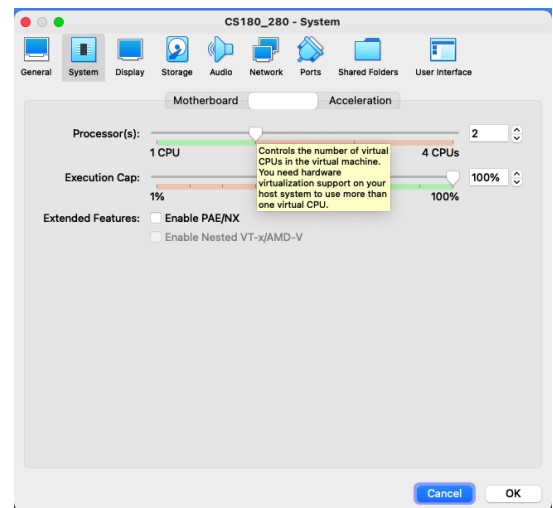 CS180_280 - System
General System Display Storage Audio Network Ports Shared Folders User Interface
Motherboard Acceleration
Processor(s): 2
1 CPU 4 CPUs
Controls the number of virtual
CPUs in the virtual machine.
You need hardware
virtualization support on your
host system to use more than
one virtual CPU.
Execution Cap: 100%
1% 100%
Extended Features: Enable PAE/NX
Enable Nested VT-x/AMD-V
Cancel OK